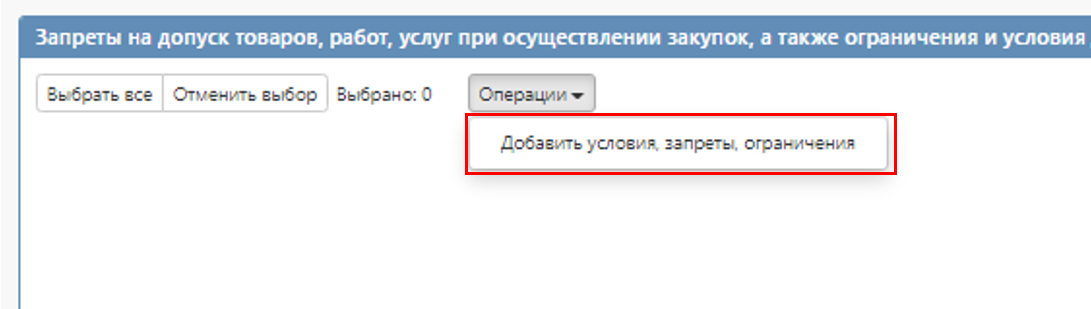 Запреты на допуск товаров, работ, услуг при осуществлении закупок, а также ограничения и условия
Выбрать все Отменить выбор Выбрано: 0 Операции
Добавить условия, запреты, ограничения